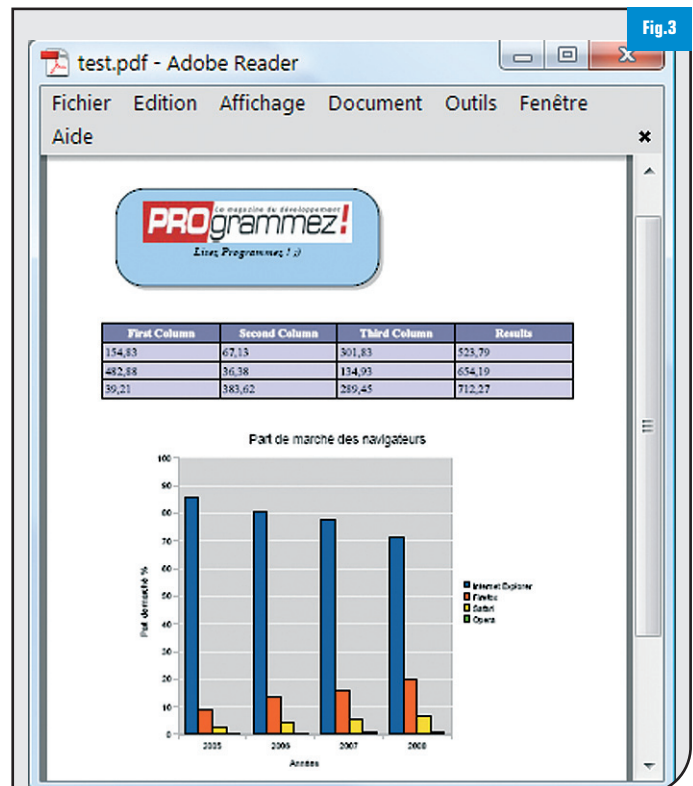 Fig.3
test.pdf - Adobe Reader
Fichier Edition Affichage Document Outils Fenêtre
Aide
Le magazine du développement
PROgrammez!
Lisez Programmez ! ;)
First Column Second Column Third Column Results
154,83 67,13 301,83 523,79
482,88 36,38 134,93 654,19
39,21 383,62 289,45 712,27
Part de marché des navigateurs
100
90
80
70
60
50
40
30
20
10
0
Part demarché %
2005 2006 2007 2008
Années
Internet Explorer
Firefox
Safari
Opera